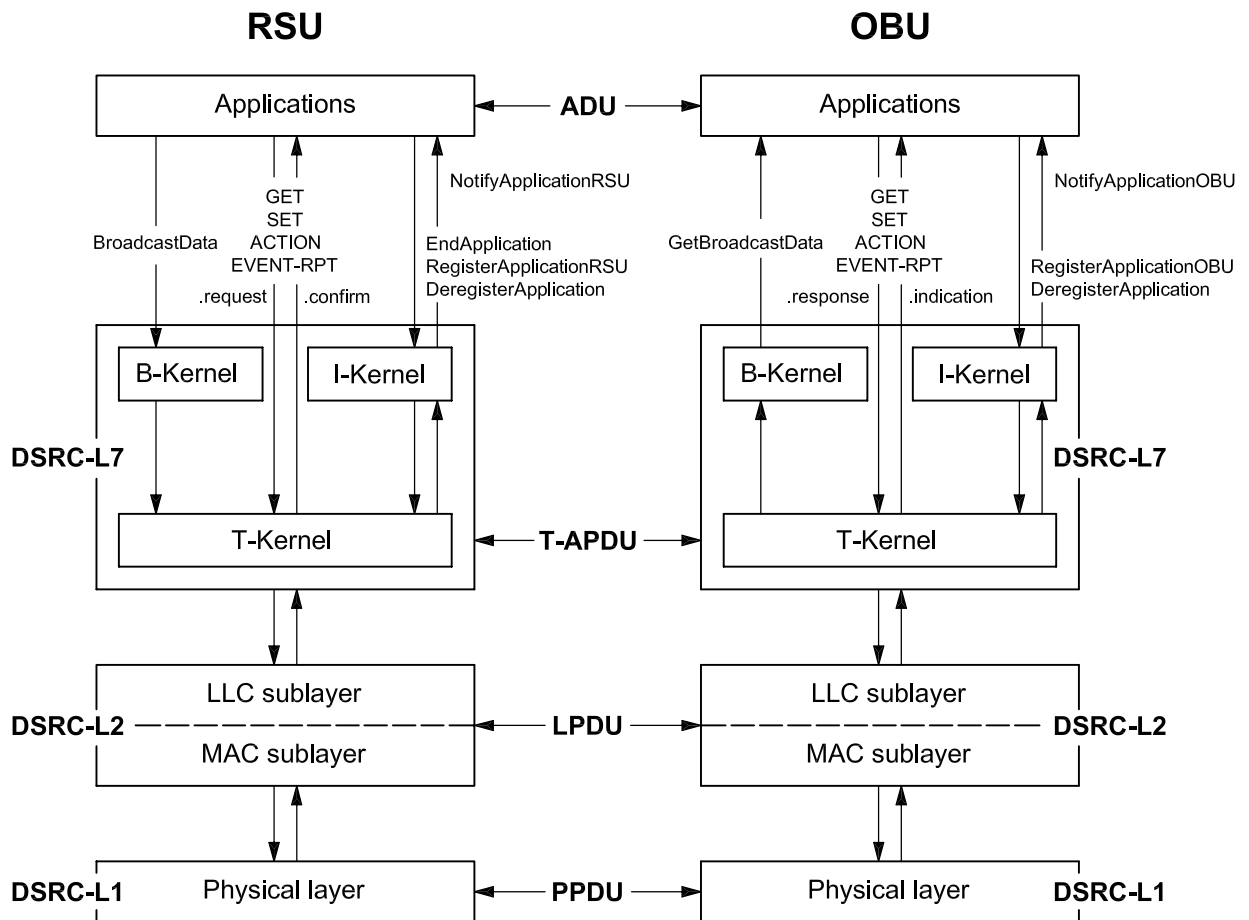 RSU
OBU
Applications
ADU
Applications
NotifyApplicationRSU
NotifyApplicationOBU
GET
SET
ACTION
EVENT-RPT
GET
SET
ACTION
EVENT-RPT
BroadcastData
EndApplication
RegisterApplicationRSU
DeregisterApplication
GetBroadcastData
RegisterApplicationOBU
DeregisterApplication
.request
.confirm
.response
.indication
B-Kernel
I-Kernel
B-Kernel
I-Kernel
DSRC-L7
DSRC-L7
T-Kernel
T-APDU
T-Kernel
LLC sublayer
LLC sublayer
DSRC-L2
LPDU
DSRC-L2
MAC sublayer
MAC sublayer
DSRC-L1
Physical layer
PPDU
Physical layer
DSRC-L1